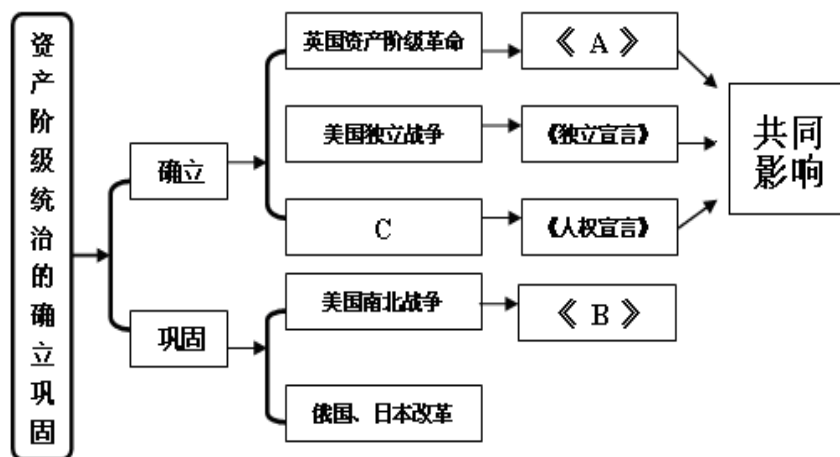 资产阶级统治的确立巩固
确立
巩固
英国资产阶级革命
《 A 》
美国独立战争
《独立宣言》
C
《人权宣言》
共同
影响
美国南北战争
《 B 》
俄国、日本改革